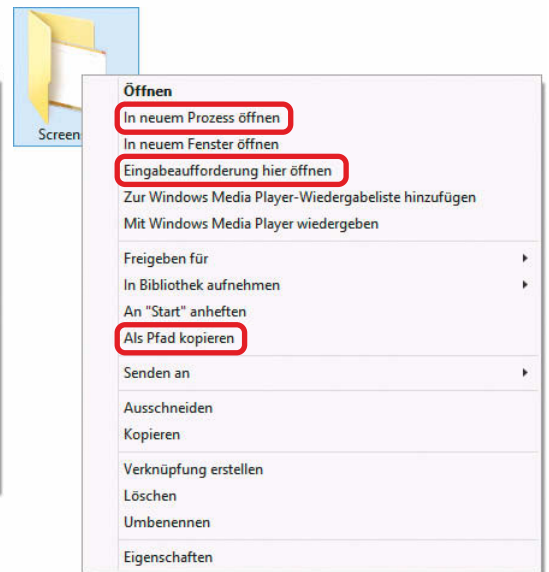 Screen
Öffnen
In neuem Prozess öffnen
In neuem Fenster öffnen
Eingabeaufforderung hier öffnen
Zur Windows Media Player-Wiedergabeliste hinzufügen
Mit Windows Media Player wiedergeben
Freigeben für
In Bibliothek aufnehmen
An "Start" anheften
Als Pfad kopieren
Senden an
Ausschneiden
Kopieren
Verknüpfung erstellen
Löschen
Umbenennen
Eigenschaften